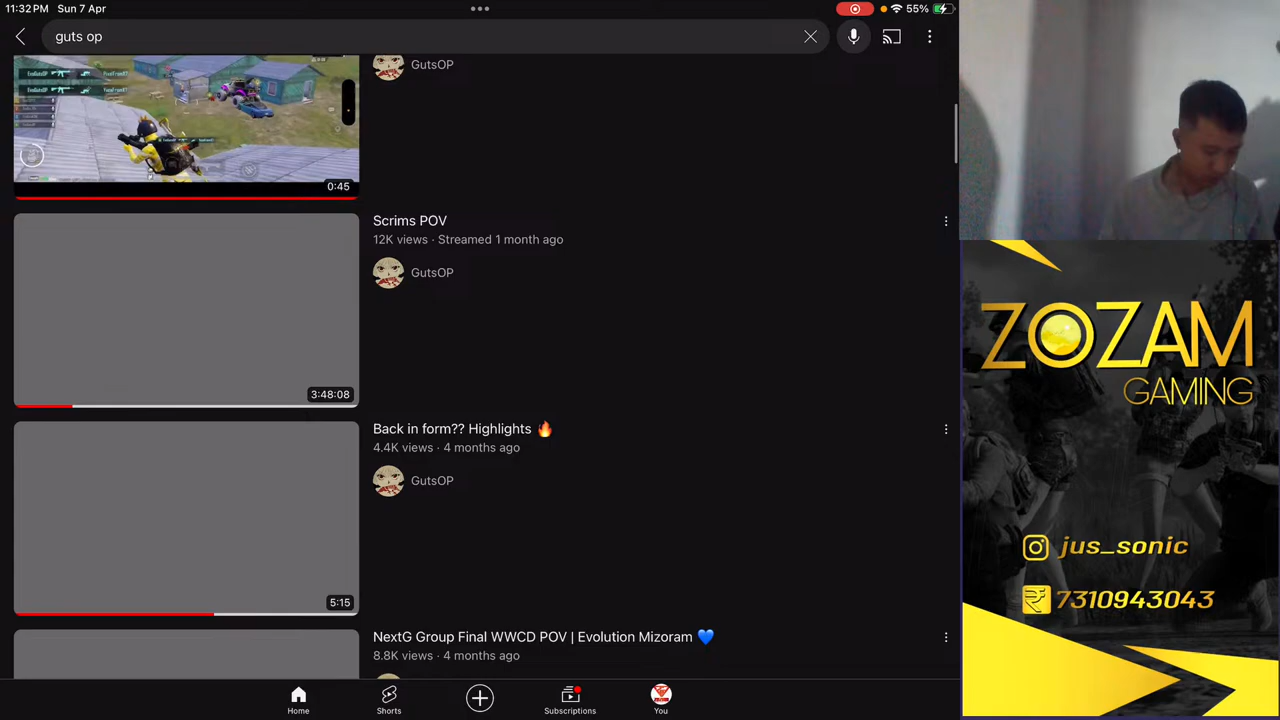 11:32 PM Sun 7 Apr
55%
guts op
GutsOP
0:45
Scrims POV
12K views · Streamed 1 month ago
GutsOP
3:48:08
Back in form?? Highlights 🔥
4.4K views · 4 months ago
GutsOP
5:15
NextG Group Final WWCD POV | Evolution Mizoram 💙
8.8K views · 4 months ago
Home
Shorts
Subscriptions
You
ZOZAM
GAMING
jus_sonic
₹ 7310943043